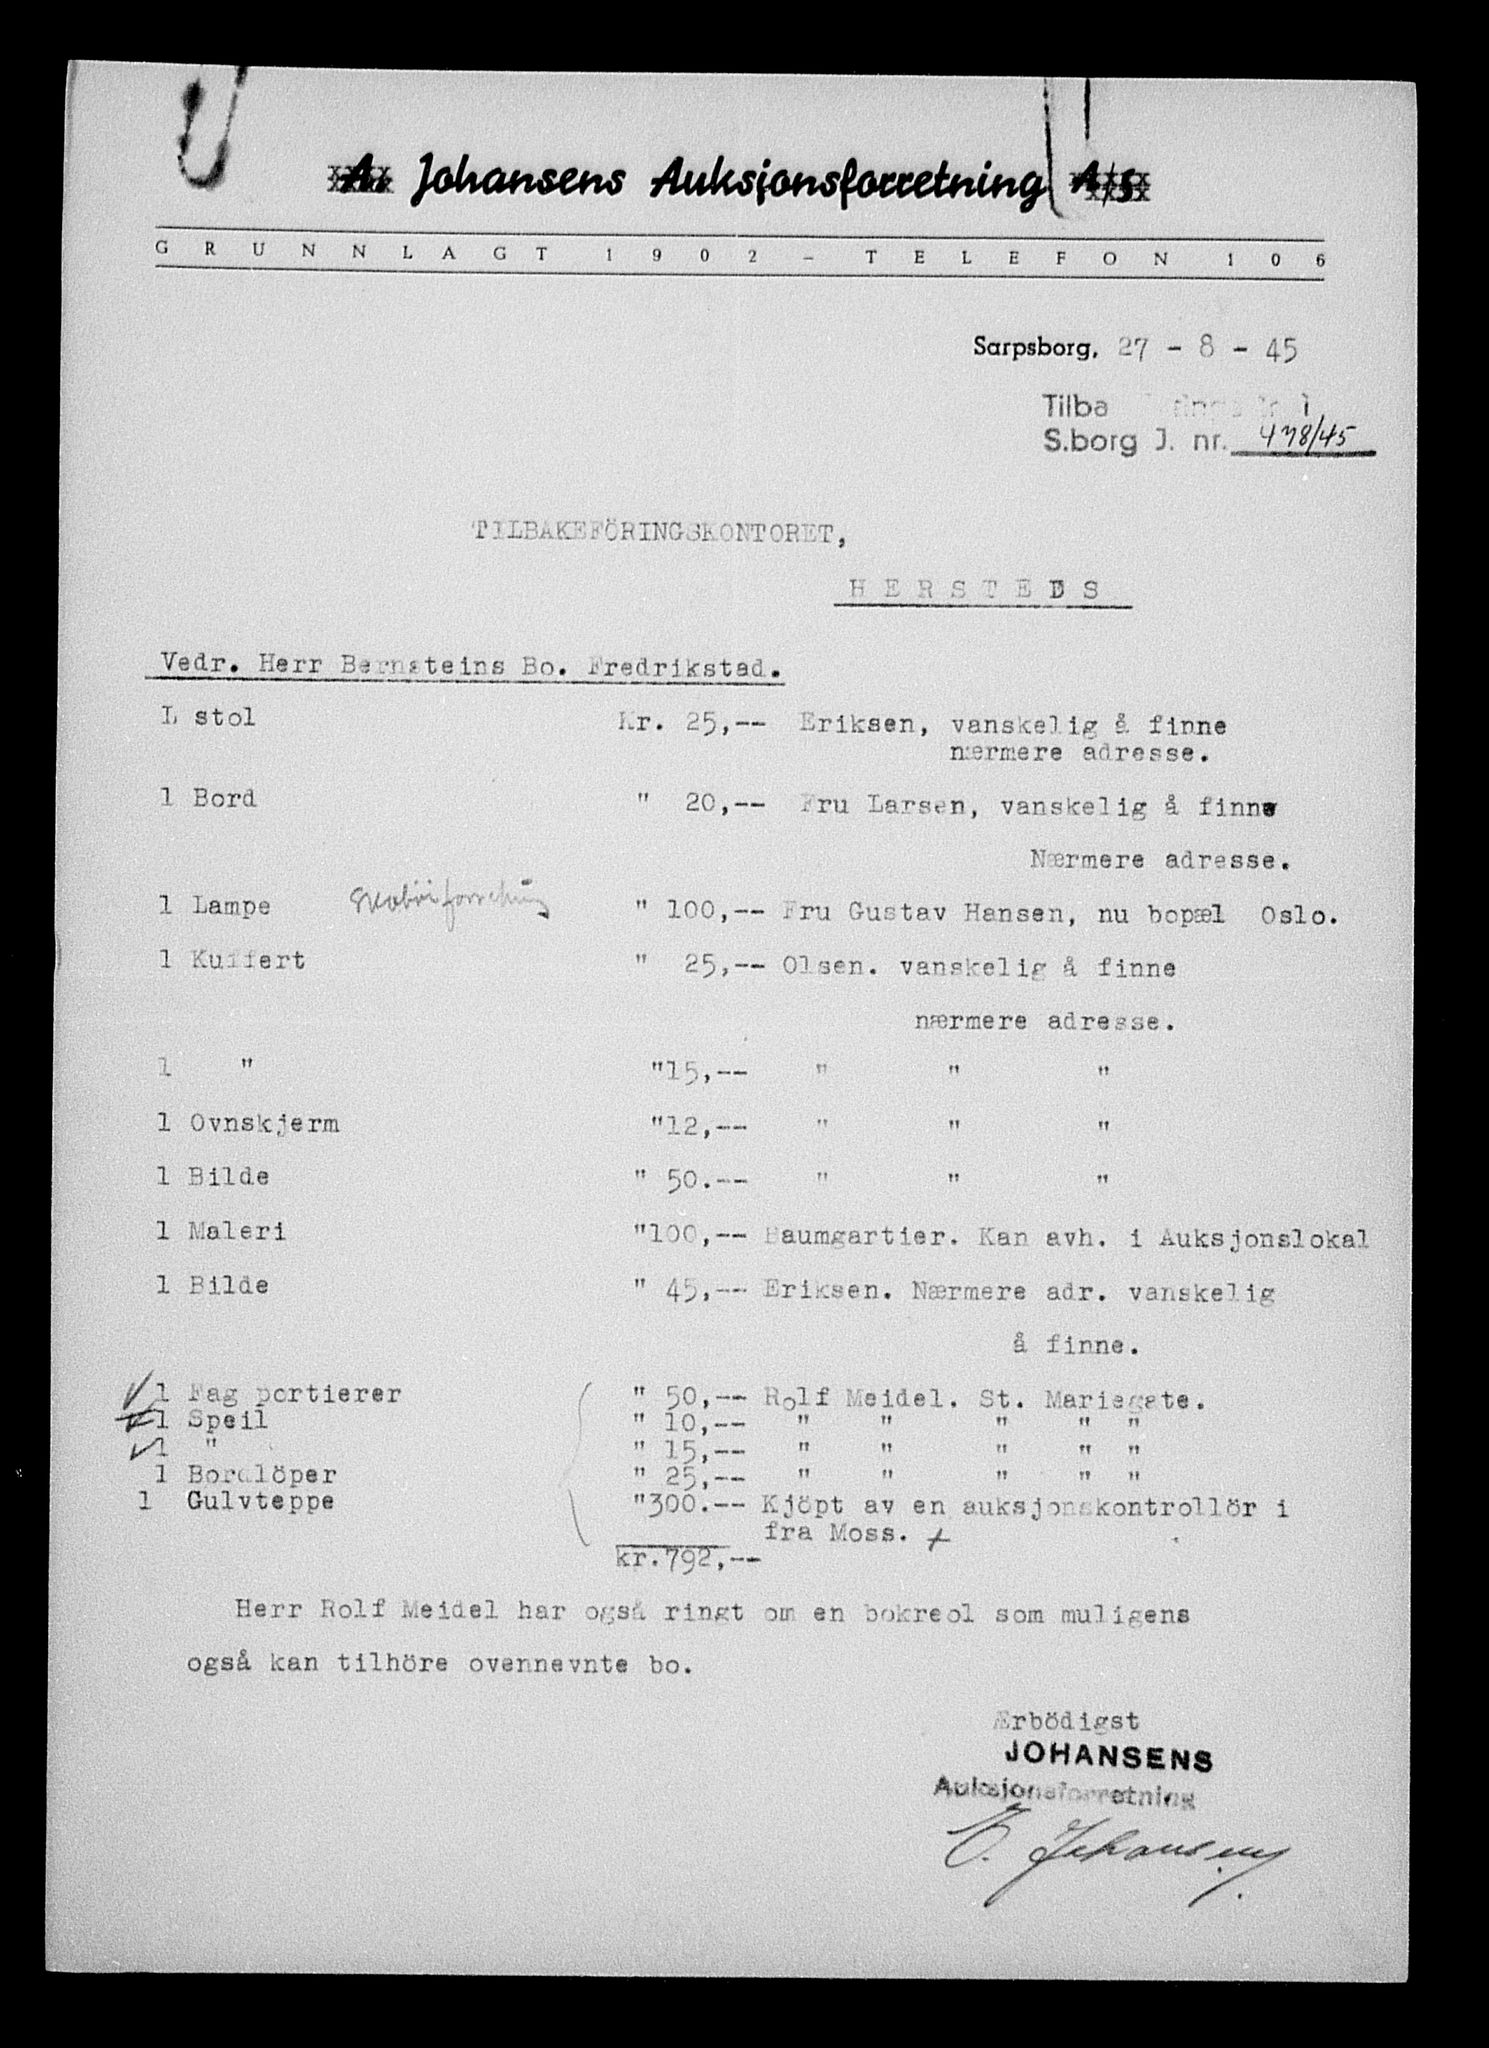 A. Johansens Auksjonsforretning A/S
GRUNNLAGT 1902 - TELEFON 106
Sarpsborg, 27 - 8 - 45
Tilba
S.borg J. nr. 478/45
TILBAKEFÖRINGSKONTORET,
HERSTEDS
Vedr. Herr Bernsteins Bo. Fredrikstad.
1 stol Kr. 25,-- Eriksen, vanskelig å finne
nærmere adresse.
1 Bord " 20,-- Fru Larsen, vanskelig å finne
Nærmere adresse.
1 Lampe " 100,-- Fru Gustav Hansen, nu bopæl Oslo.
1 Kuffert " 25,-- Olsen. vanskelig å finne
nærmere adresse.
1 " "15,-- " " "
1 Ovnskjerm "12,-- " " "
1 Bilde " 50.-- " " "
1 Maleri "100,-- Baumgartier. Kan avh. i Auksjonslokal
1 Bilde " 45,-- Eriksen. Nærmere adr. vanskelig
å finne.
1 Fag portierer " 50,-- Rolf Meidel. St. Mariegate.
1 Speil " 10,-- " " " " "
1 " " 15,-- " " " " "
1 Bordlöper " 25,-- " " " " "
1 Gulvteppe "300.-- Kjöpt av en auksjonskontrollör i
fra Moss. +
kr.792,--
Herr Rolf Meidel har også ringt om en bokreol som muligens
også kan tilhöre ovennevnte bo.
Ærbödigst
JOHANSENS
Auksjonsforretning
E. Johansen